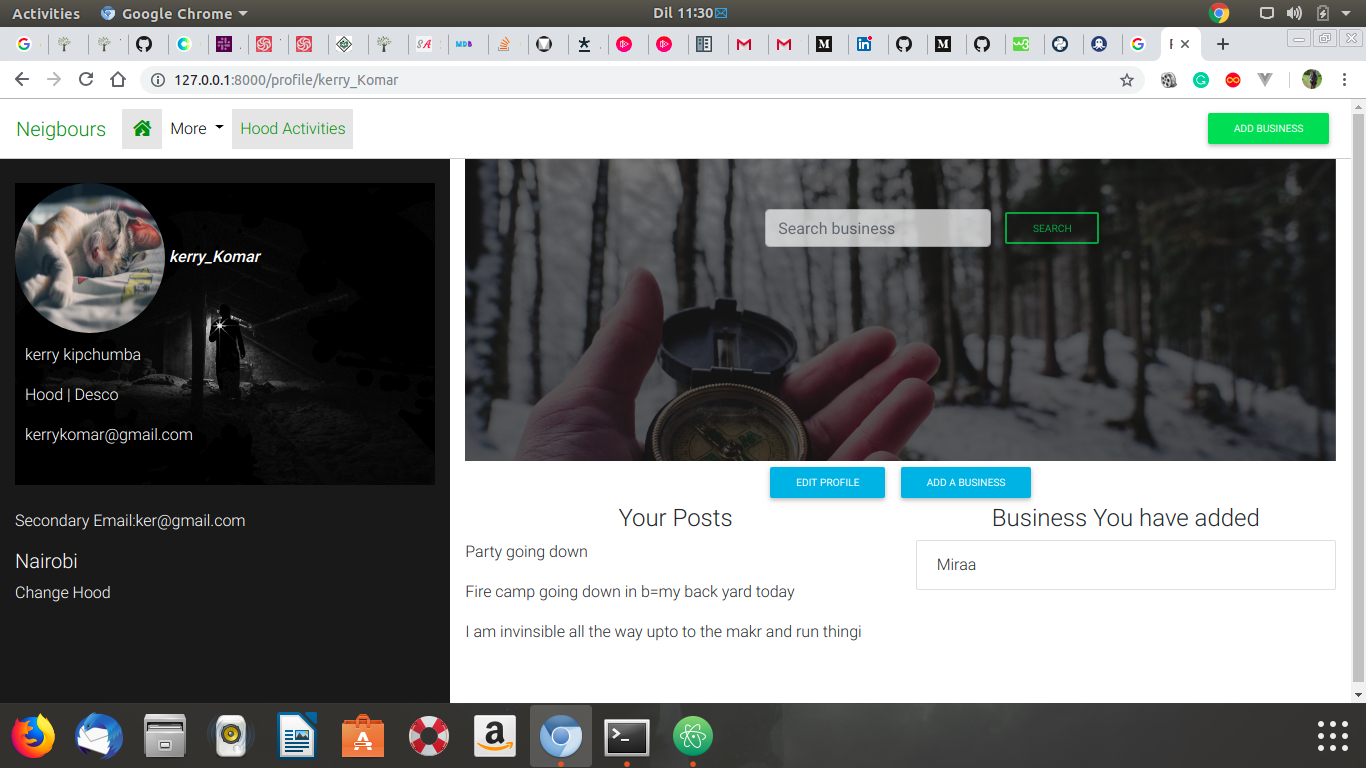 Activities
Google Chrome
Dil 11:30
127.0.0.1:8000/profile/kerry_Komar
Neigbours
More
Hood Activities
ADD BUSINESS
kerry_Komar
kerry kipchumba
Hood | Desco
kerrykomar@gmail.com
Secondary Email:ker@gmail.com
Nairobi
Change Hood
Search business
SEARCH
EDIT PROFILE
ADD A BUSINESS
Your Posts
Party going down
Fire camp going down in b=my back yard today
I am invinsible all the way upto to the makr and run thingi
Business You have added
Miraa